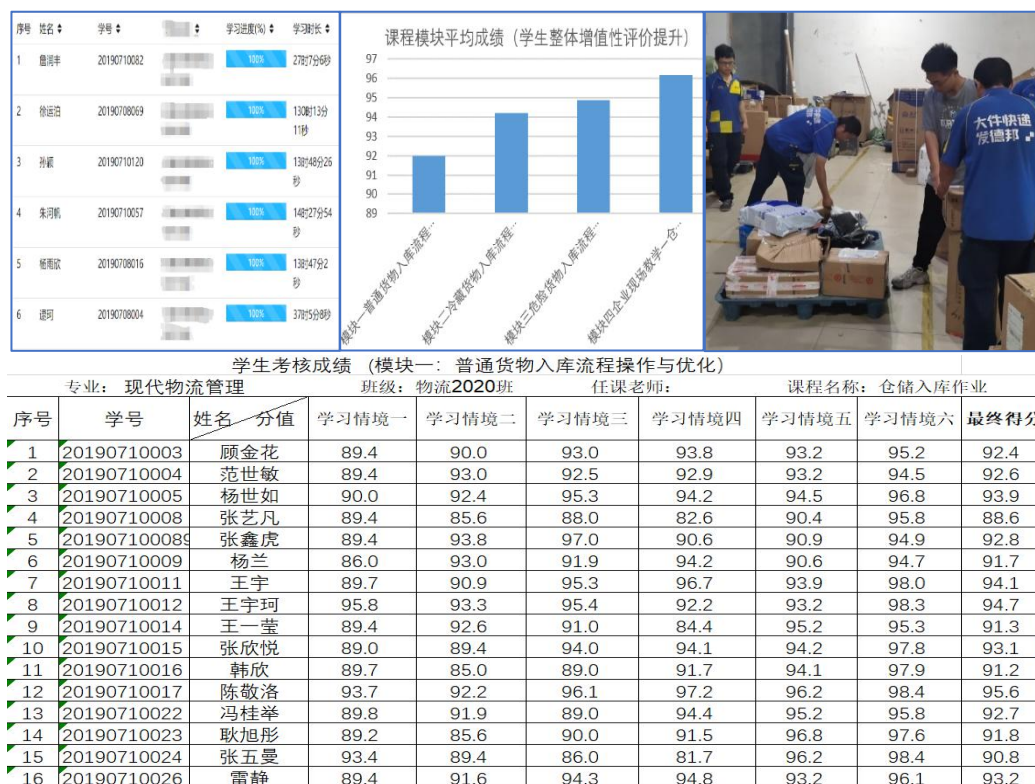 序号 姓名 学号 学习进度(%) 学习时长
1 詹润丰 20190710082 100% 27时7分6秒
2 徐运泊 20190708069 100% 130时13分11秒
3 孙颖 20190710120 100% 13时48分26秒
4 朱河帆 20190710057 100% 14时27分54秒
5 杨雨欣 20190708016 100% 13时47分2秒
6 谭珂 20190708004 100% 37时5分8秒
课程模块平均成绩（学生整体增值性评价提升）
97
96
95
94
93
92
91
90
89
模块一普通货物入库流程…
模块二冷藏货物入库流程…
模块三危险货物入库流程…
模块四企业现场教学一仓…
大件快递
发德邦
学生考核成绩（模块一：普通货物入库流程操作与优化）
专业：现代物流管理 班级：物流2020班 任课老师： 课程名称：仓储入库作业
序号 学号 姓名 分值 学习情境一 学习情境二 学习情境三 学习情境四 学习情境五 学习情境六 最终得分
1 20190710003 顾金花 89.4 90.0 93.0 93.8 93.2 95.2 92.4
2 20190710004 范世敏 89.4 93.0 92.5 92.9 93.2 94.5 92.6
3 20190710005 杨世如 90.0 92.4 95.3 94.2 94.5 96.8 93.9
4 20190710008 张艺凡 89.4 85.6 88.0 82.6 90.4 95.8 88.6
5 201907100089 张鑫虎 89.4 93.8 97.0 90.6 90.9 94.9 92.8
6 20190710009 杨兰 86.0 93.0 91.9 94.2 90.6 94.7 91.7
7 20190710011 王宇 89.7 90.9 95.3 96.7 93.9 98.0 94.1
8 20190710012 王宇珂 95.8 93.3 95.4 92.2 93.2 98.3 94.7
9 20190710014 王一莹 89.4 92.6 91.0 84.4 95.2 95.3 91.3
10 20190710015 张欣悦 89.0 89.4 94.0 94.1 94.2 97.8 93.1
11 20190710016 韩欣 89.7 85.0 89.0 91.7 94.1 97.9 91.2
12 20190710017 陈敬洛 93.7 92.2 96.1 97.2 96.2 98.4 95.6
13 20190710022 冯桂举 89.8 91.9 89.0 94.4 95.2 95.8 92.7
14 20190710023 耿旭彤 89.2 85.6 90.0 91.5 96.8 97.6 91.8
15 20190710024 张五曼 93.4 89.4 86.0 81.7 96.2 98.4 90.8
16 20190710026 雷静 89.4 91.6 94.3 94.8 93.2 96.1 93.2